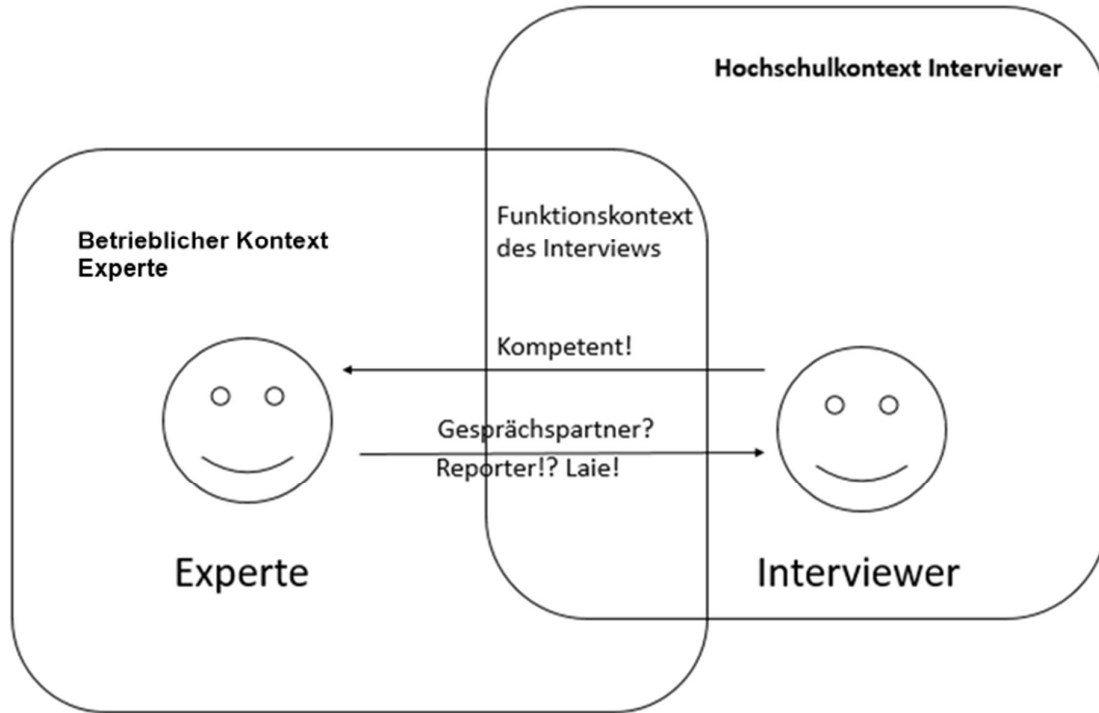 Hochschulkontext Interviewer
Betrieblicher Kontext
Experte
Funktionskontext
des Interviews
Kompetent!
Gesprächspartner?
Reporter!? Laie!
Experte
Interviewer